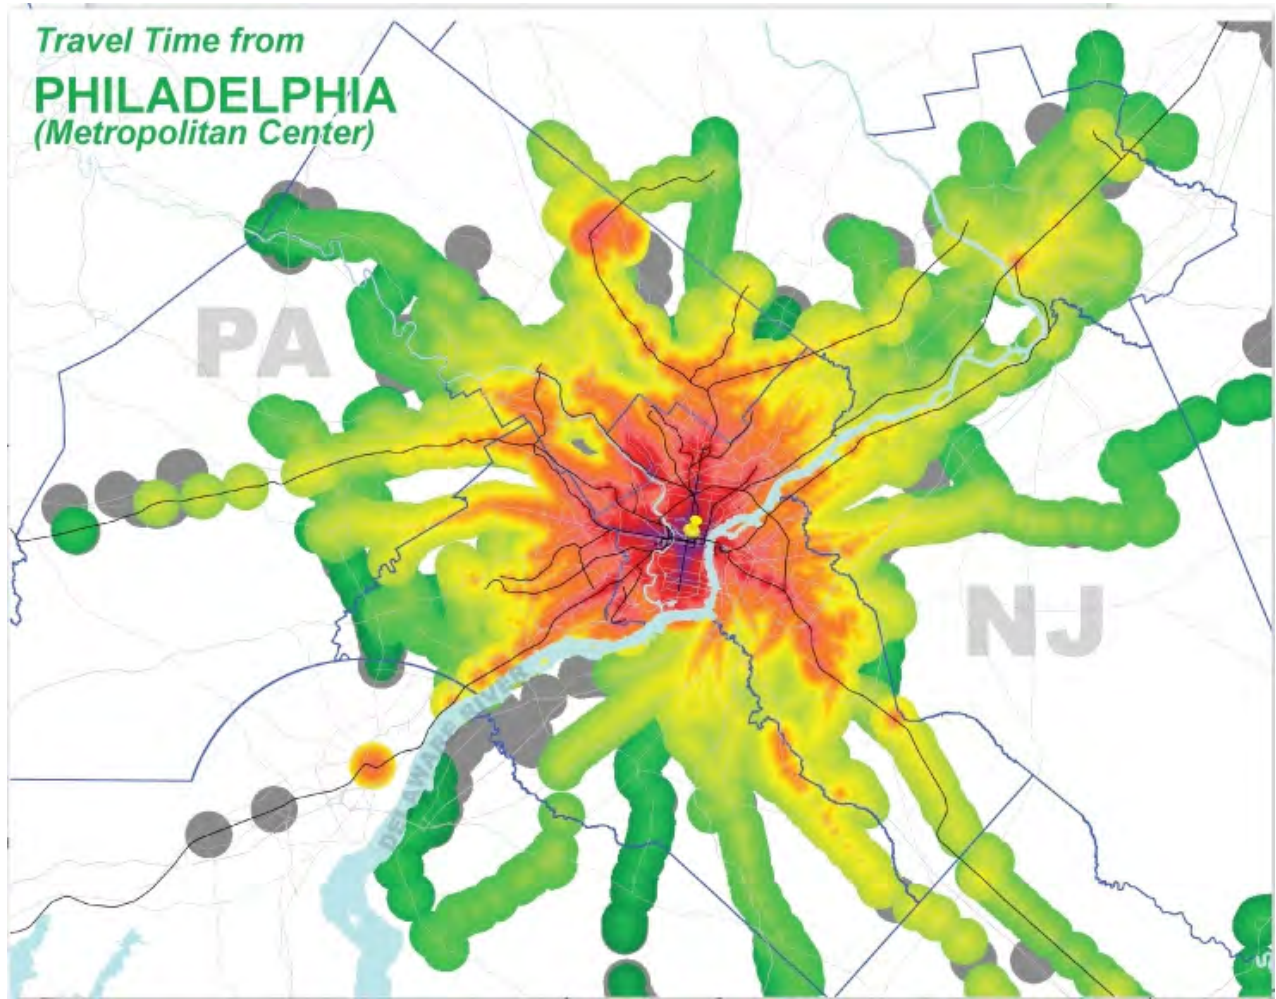 Travel Time from
PHILADELPHIA
(Metropolitan Center)
PA
NJ
DELAWARE RIVER